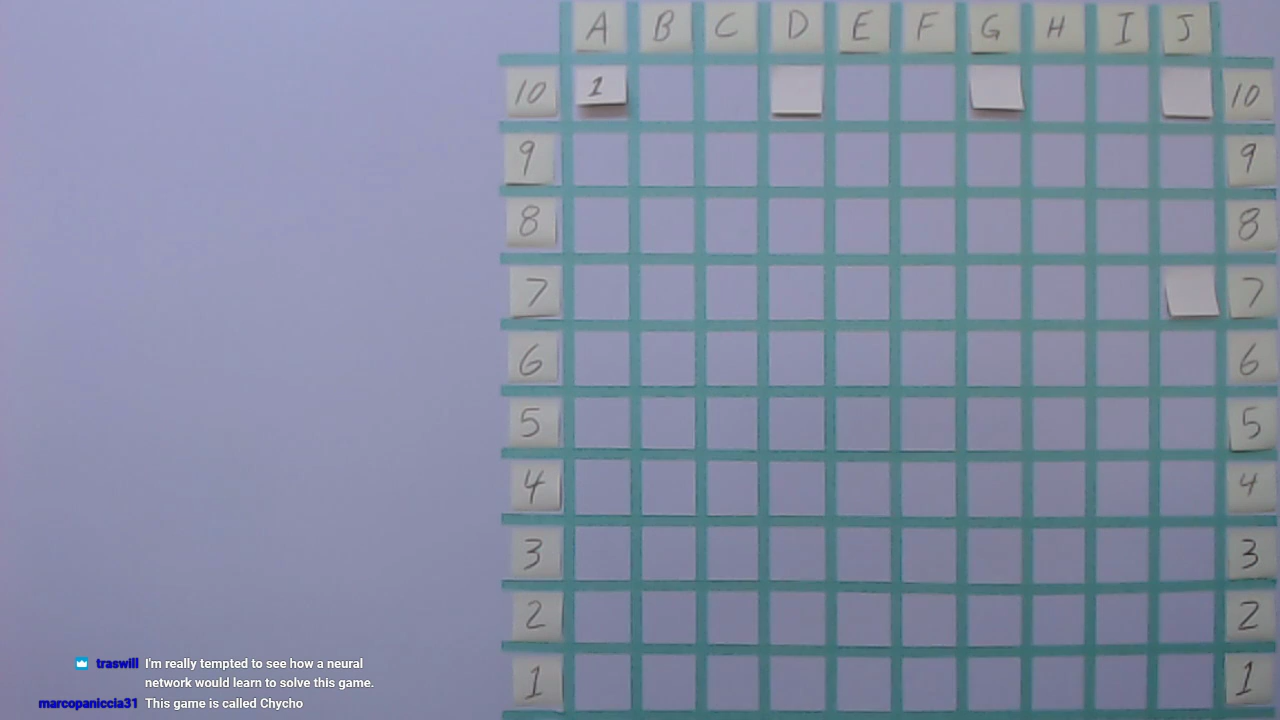 A B C D E F G H I J
10 1 10
9 9
8 8
7 7
6 6
5 5
4 4
3 3
2 2
1 1
traswill I'm really tempted to see how a neural
network would learn to solve this game.
marcopaniccia31 This game is called Chycho